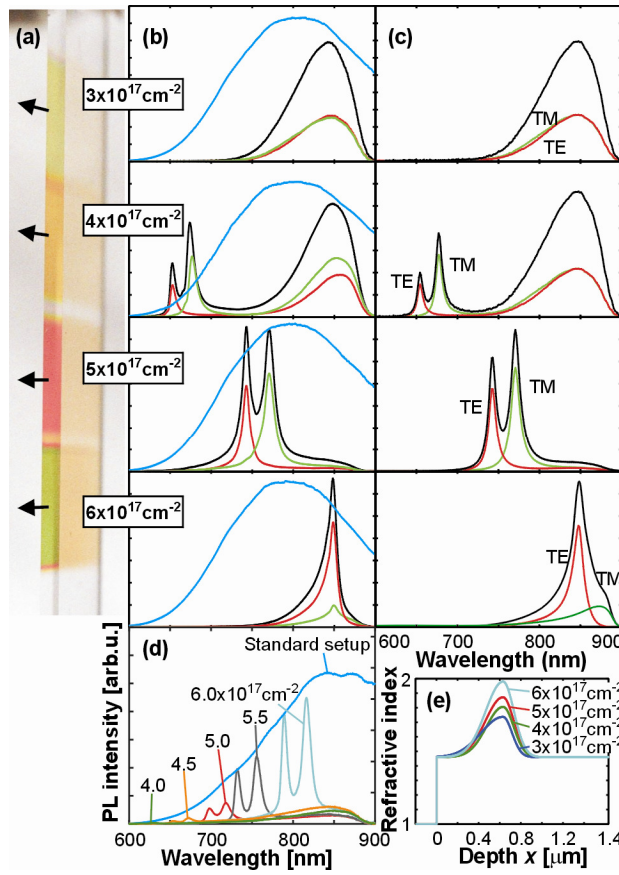 (a)
(b)
(c)
3x10¹⁷cm⁻²
TM
TE
4x10¹⁷cm⁻²
TE
TM
5x10¹⁷cm⁻²
TE
TM
6x10¹⁷cm⁻²
TE
TM
600 700 800 900
Wavelength (nm)
(d)
Standard setup
6.0x10¹⁷cm⁻²
5.5
5.0
4.5
4.0
PL intensity [arb.u.]
600 700 800 900
Wavelength [nm]
(e)
2
6x10¹⁷cm⁻²
5x10¹⁷cm⁻²
4x10¹⁷cm⁻²
3x10¹⁷cm⁻²
Refractive index
1
0 0.6 1.2 1.4
Depth x [µm]